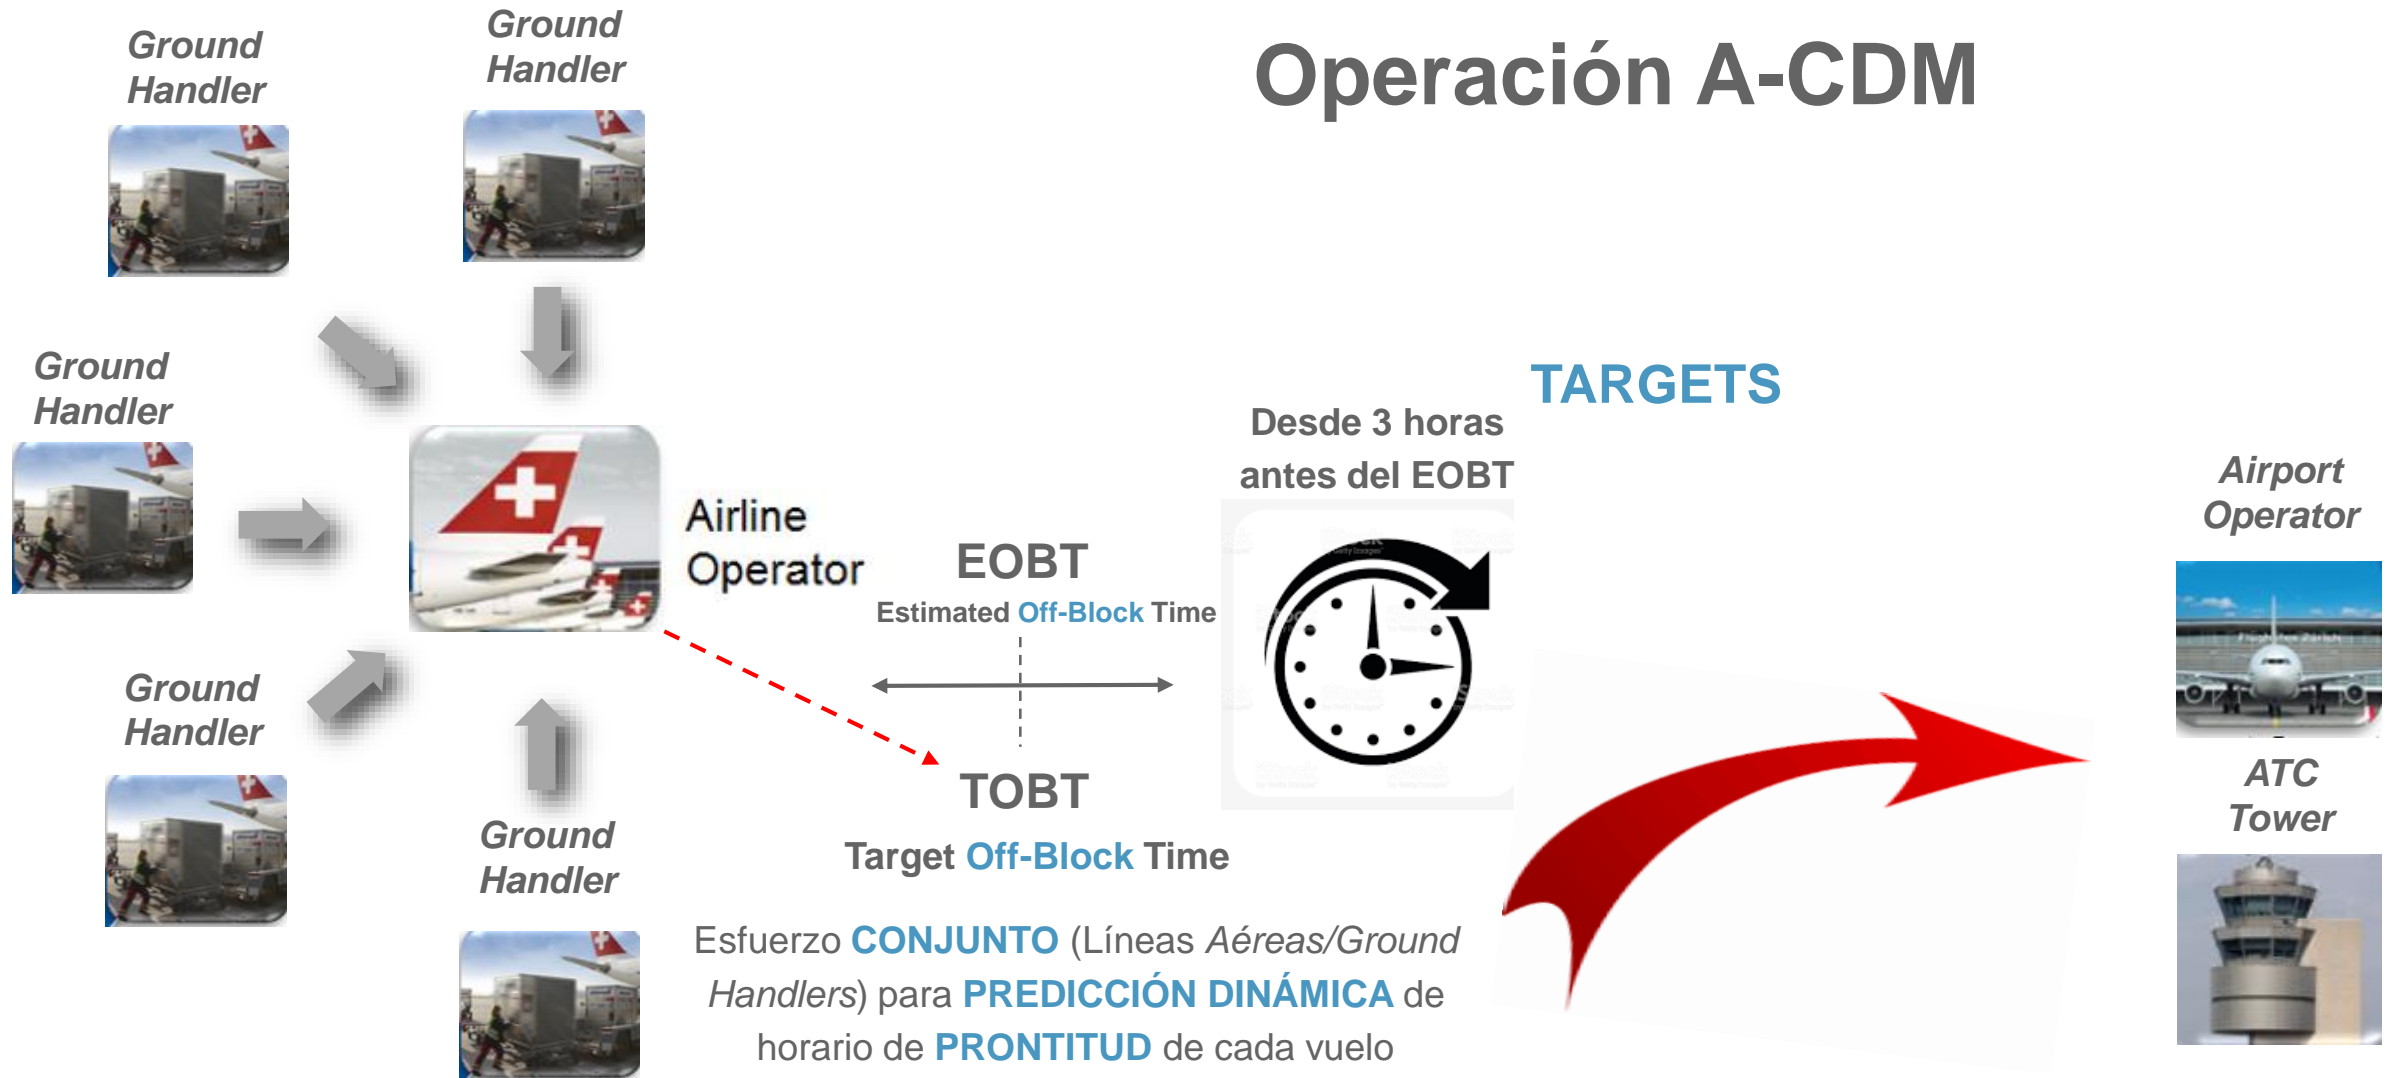 Operación A-CDM
Ground
Handler
Ground
Handler
Ground
Handler
Ground
Handler
Ground
Handler
Airline
Operator
EOBT
Estimated Off-Block Time
TOBT
Target Off-Block Time
Desde 3 horas
antes del EOBT
TARGETS
Airport
Operator
ATC
Tower
Esfuerzo CONJUNTO (Líneas Aéreas/Ground
Handlers) para PREDICCIÓN DINÁMICA de
horario de PRONTITUD de cada vuelo